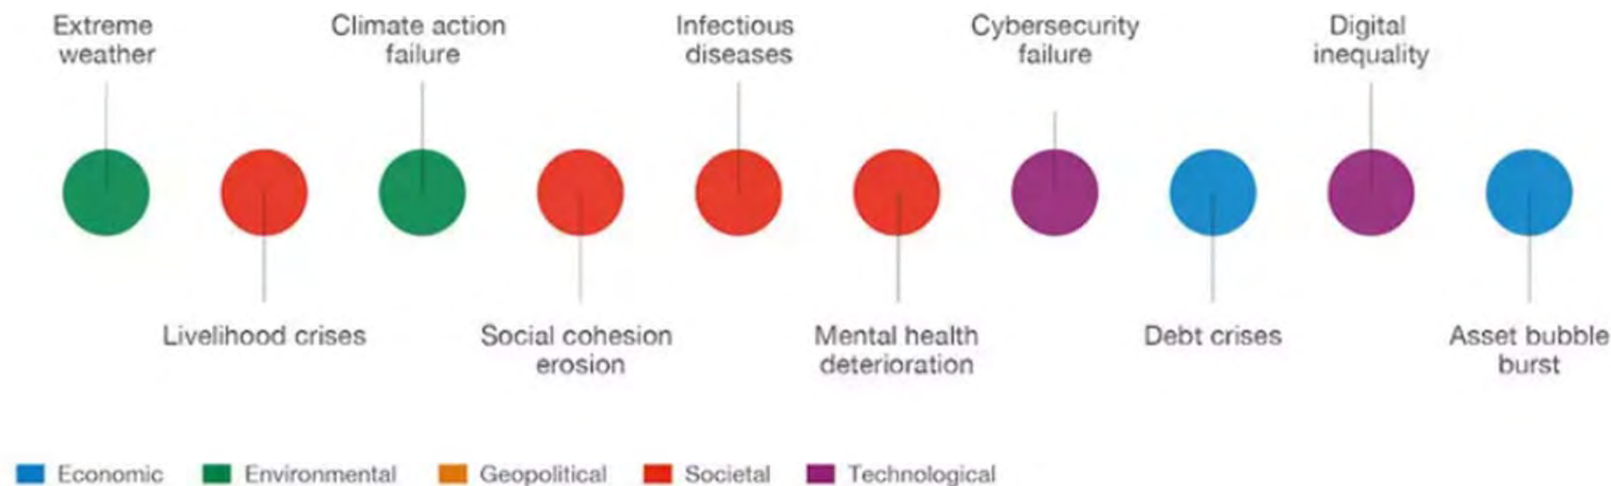 Extreme
weather
Climate action
failure
Infectious
diseases
Cybersecurity
failure
Digital
inequality
Livelihood crises
Social cohesion
erosion
Mental health
deterioration
Debt crises
Asset bubble
burst
Economic
Environmental
Geopolitical
Societal
Technological